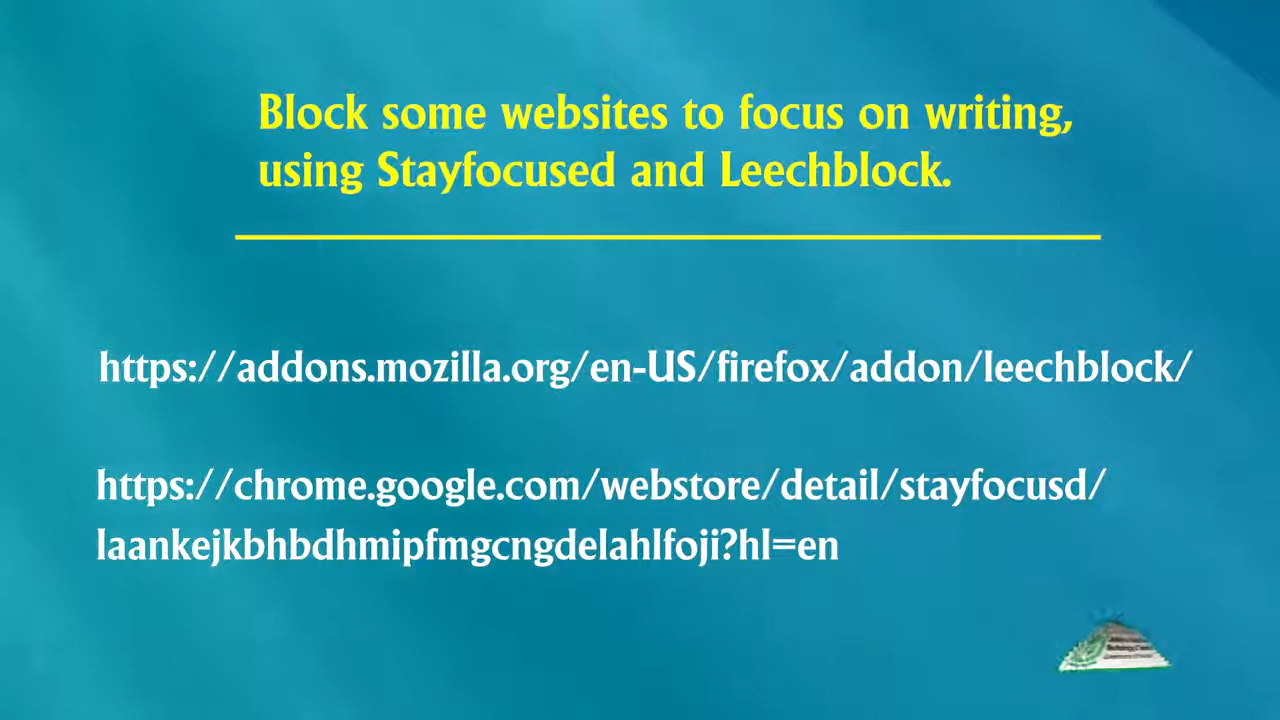 Block some websites to focus on writing,
using Stayfocused and Leechblock.
https://addons.mozilla.org/en-US/firefox/addon/leechblock/
https://chrome.google.com/webstore/detail/stayfocusd/
laankejkbhbdhmipfmgcngdelahlfoji?hl=en